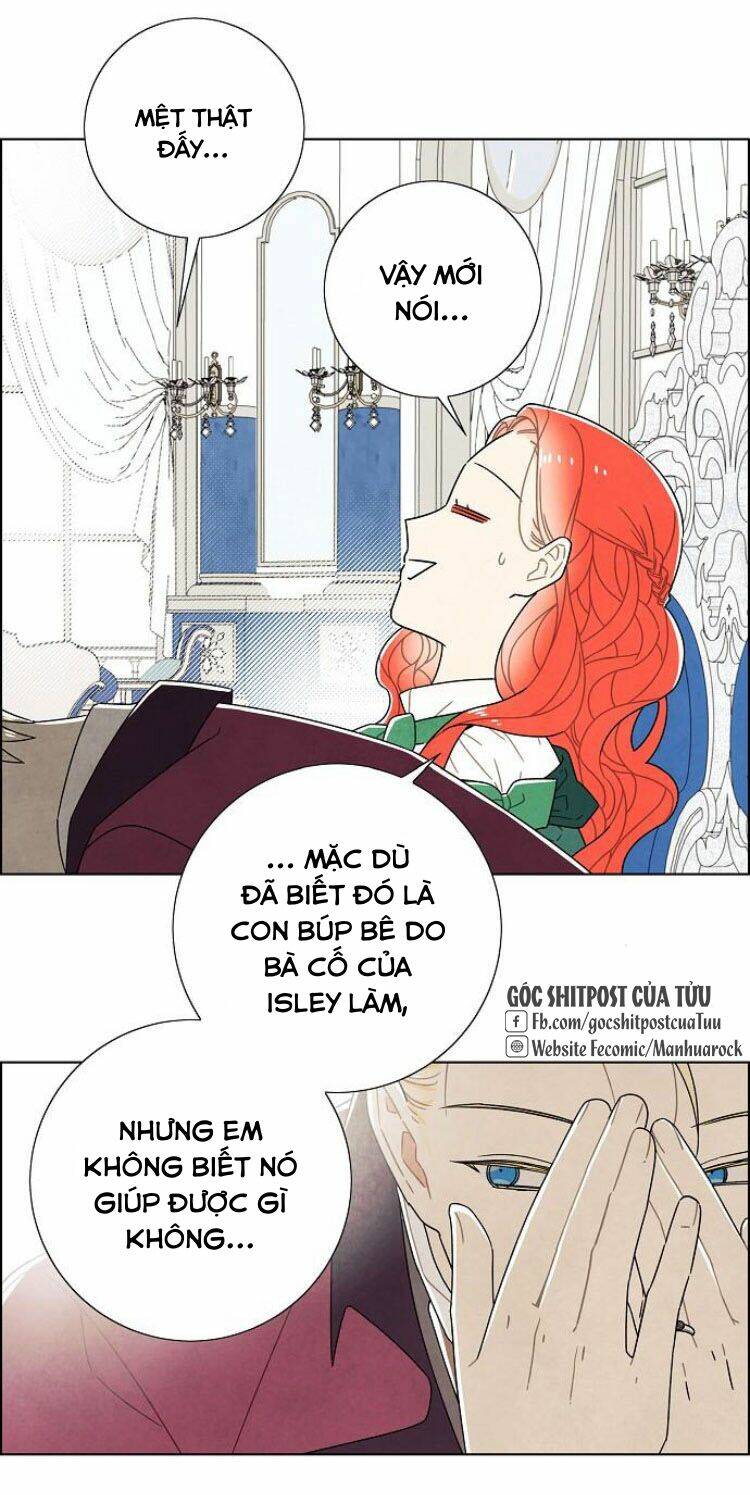 MỆT THẬT
ĐẤY...
VẬY MỚI
NÓI...
... MẶC DÙ
ĐÃ BIẾT ĐÓ LÀ
CON BÚP BÊ DO
BÀ CỐ CỦA
ISLEY LÀM,
GÓC SHITPOST CỦA TỬU
Fb.com/gocshitpostcuaTuu
Website Fecomic/Manhuarock
NHƯNG EM
KHÔNG BIẾT NÓ
GIÚP ĐƯỢC GÌ
KHÔNG...